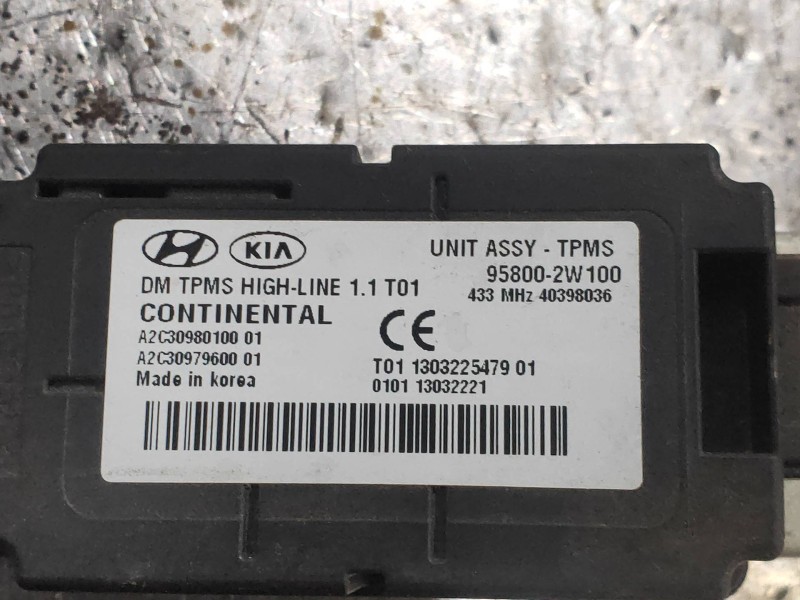 KIA
UNIT ASSY - TPMS
DM TPMS HIGH-LINE 1.1 T01
95800-2W100
CONTINENTAL
433 MHz 40398036
CE
A2C30980100 01
A2C30979600 01
T01 1303225479 01
Made in korea
0101 13032221